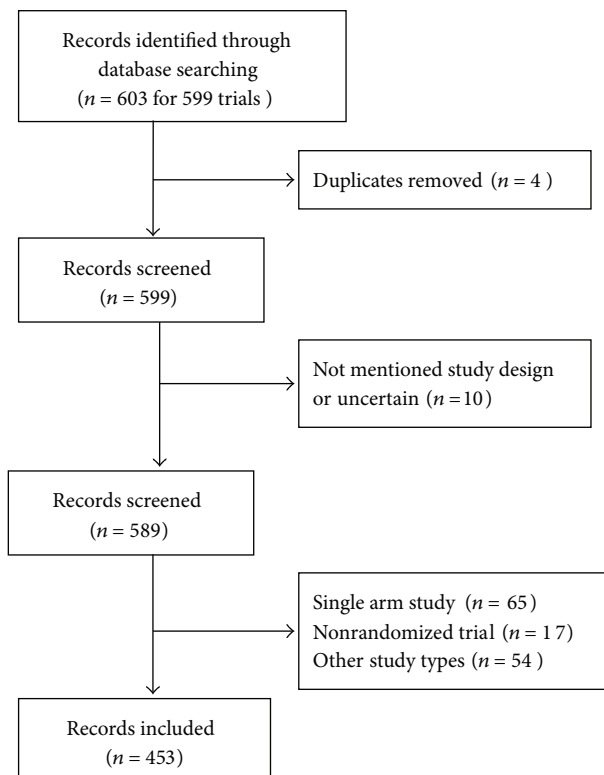 Records identified through
database searching
(n = 603 for 599 trials )
Duplicates removed (n = 4 )
Records screened
(n = 599)
Not mentioned study design
or uncertain (n =10 )
Records screened
(n = 589)
Single arm study (n = 65)
Nonrandomized trial (n = 1 7)
Other study types (n = 54 )
Records included
(n = 453)